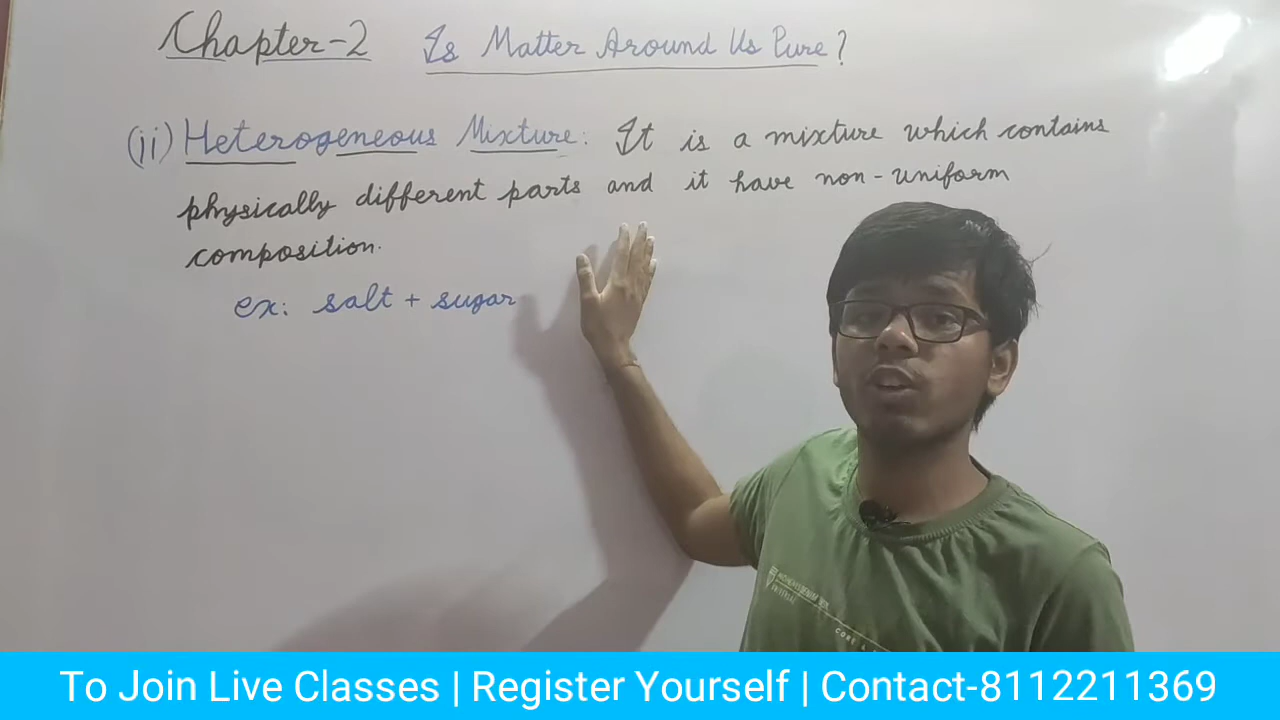 Chapter-2 Is Matter Around Us Pure?
(ii) Heterogeneous Mixture: It is a mixture which contains
physically different parts and it have non-uniform
composition.
ex: salt + sugar
To Join Live Classes | Register Yourself | Contact-8112211369